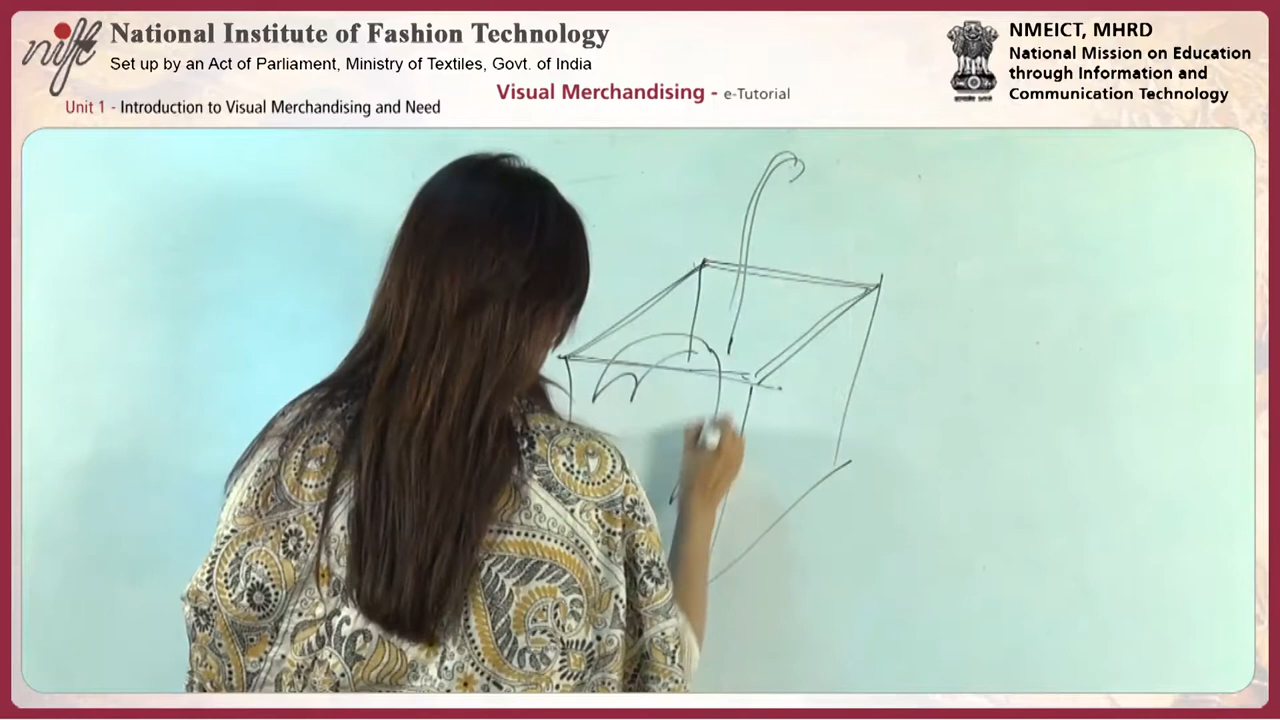 nift
National Institute of Fashion Technology
Set up by an Act of Parliament, Ministry of Textiles, Govt. of India
NMEICT, MHRD
National Mission on Education
through Information and
Communication Technology
Visual Merchandising - e-Tutorial
Unit 1 - Introduction to Visual Merchandising and Need